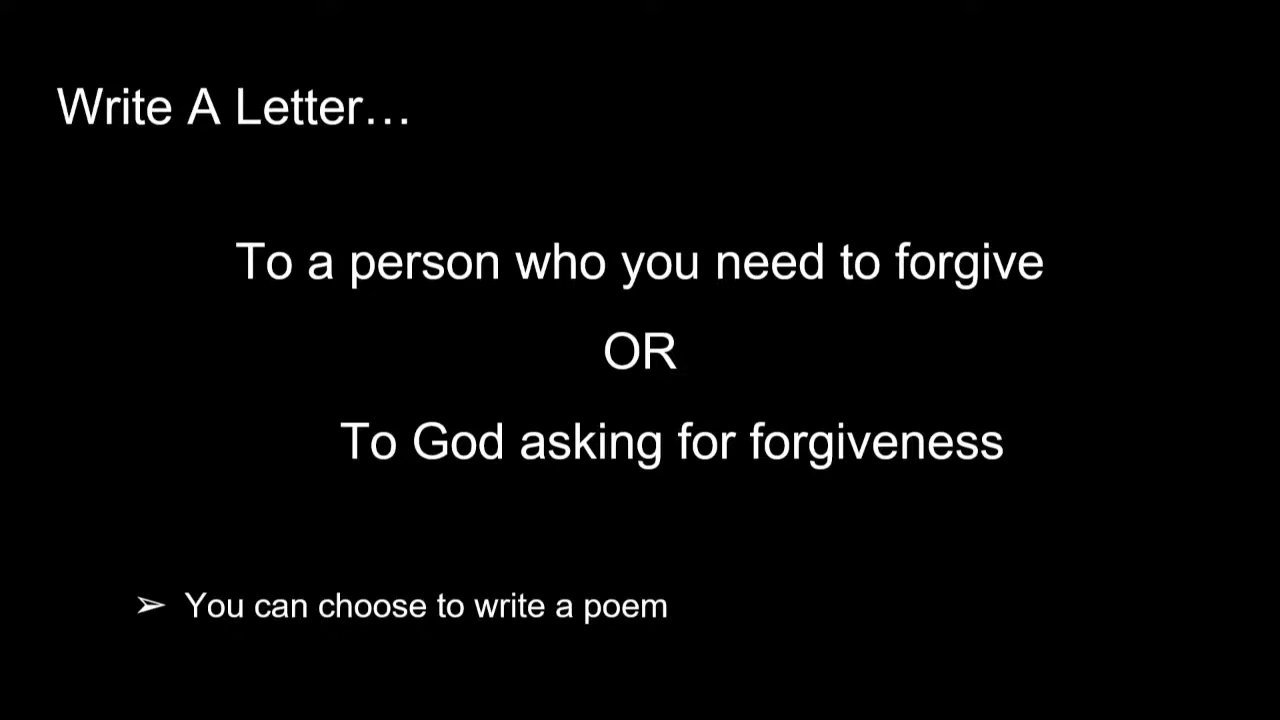 Write A Letter…
To a person who you need to forgive
OR
To God asking for forgiveness
➢ You can choose to write a poem